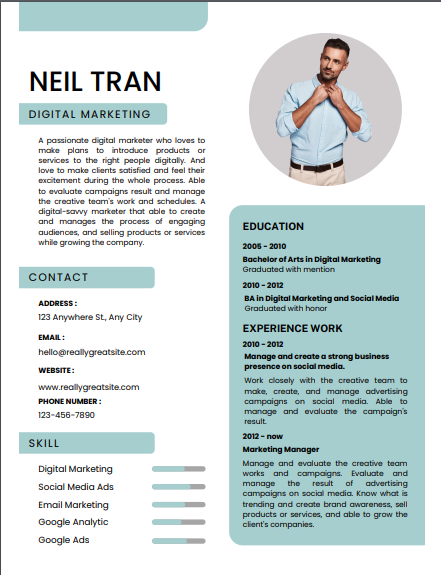 NEIL TRAN
DIGITAL MARKETING
A passionate digital marketer who loves to
make plans to introduce products or
services to the right people digitally. And
love to make clients satisfied and feel their
excitement during the whole process. Able
to evaluate campaigns result and manage
the creative team's work and schedules. A
digital-savvy marketer that able to create
and manages the process of engaging
audiences, and selling products or services
while growing the company.
CONTACT
ADDRESS :
123 Anywhere St., Any City
EMAIL :
hello@reallygreatsite.com
WEBSITE :
www.reallygreatsite.com
PHONE NUMBER :
123-456-7890
SKILL
Digital Marketing
Social Media Ads
Email Marketing
Google Analytic
Google Ads
EDUCATION
2005 - 2010
Bachelor of Arts in Digital Marketing
Graduated with mention
2010 - 2012
BA in Digital Marketing and Social Media
Graduated with honor
EXPERIENCE WORK
2010 - 2012
Manage and create a strong business
presence on social media.
Work closely with the creative team to
make, create, and manage advertising
campaigns on social media. Able to
manage and evaluate the campaign's
result.
2012 - now
Marketing Manager
Manage and evaluate the creative team
works and campaigns. Evaluate and
manage the result of advertising
campaigns on social media. Know what is
trending and create brand awareness, sell
products or services, and able to grow the
client's companies.